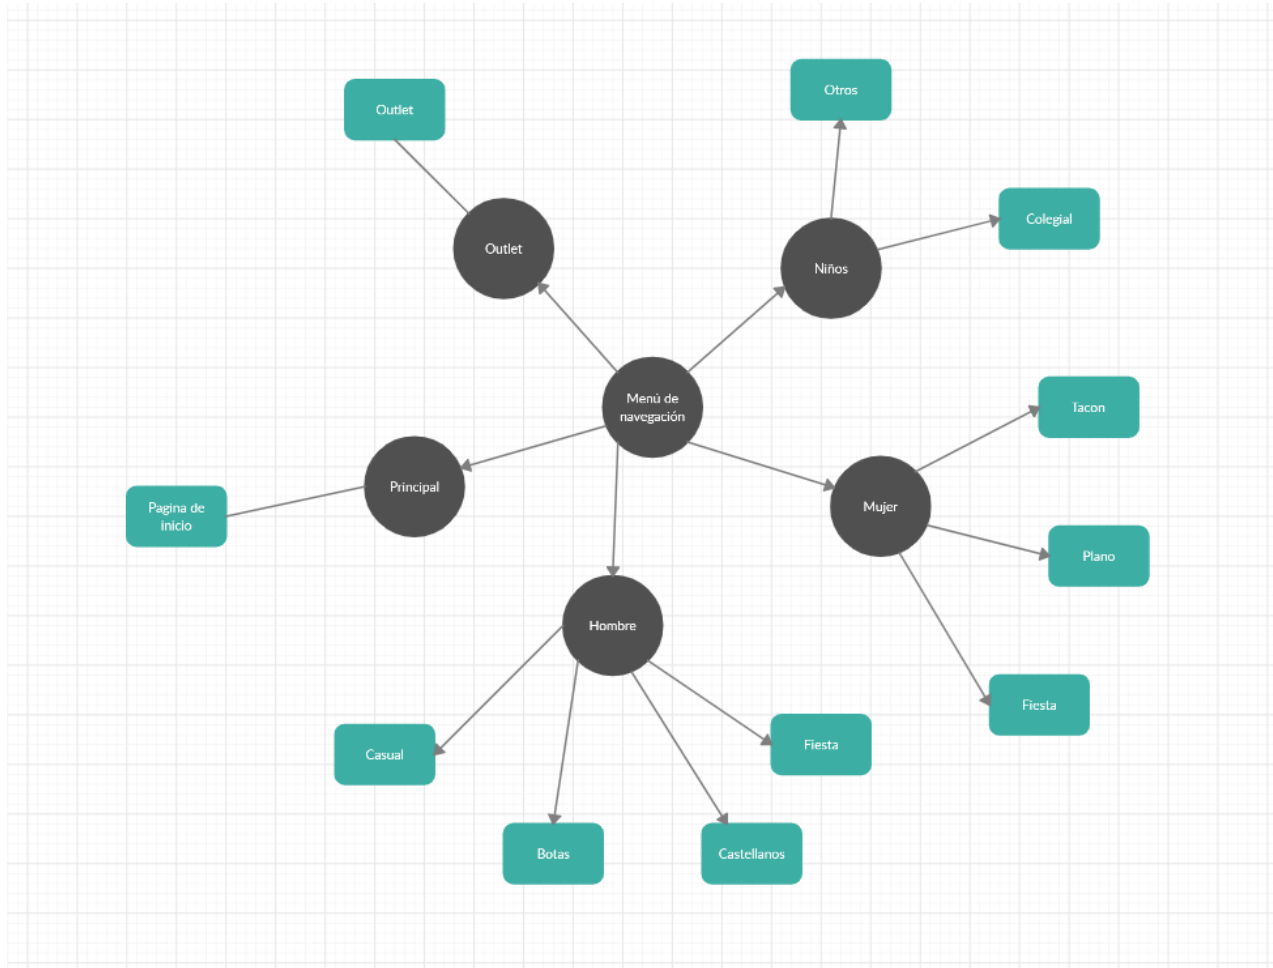 Otros
Outlet
Colegial
Outlet
Niños
Menú de
navegación
Tacon
Principal
Pagina de
inicio
Mujer
Plano
Hombre
Fiesta
Fiesta
Casual
Botas
Castellanos